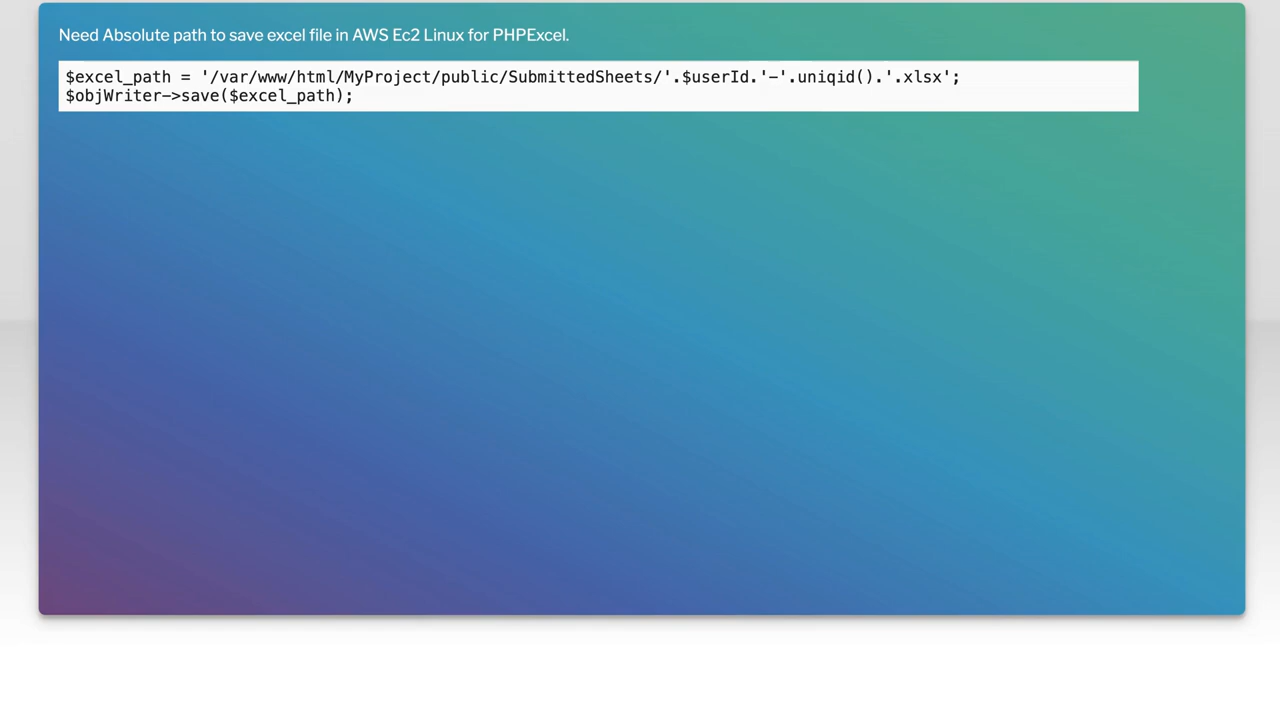 Need Absolute path to save excel file in AWS Ec2 Linux for PHPExcel.
$excel_path = '/var/www/html/MyProject/public/SubmittedSheets/'.$userId.'-'.uniqid().'.xlsx';
$objWriter->save($excel_path);